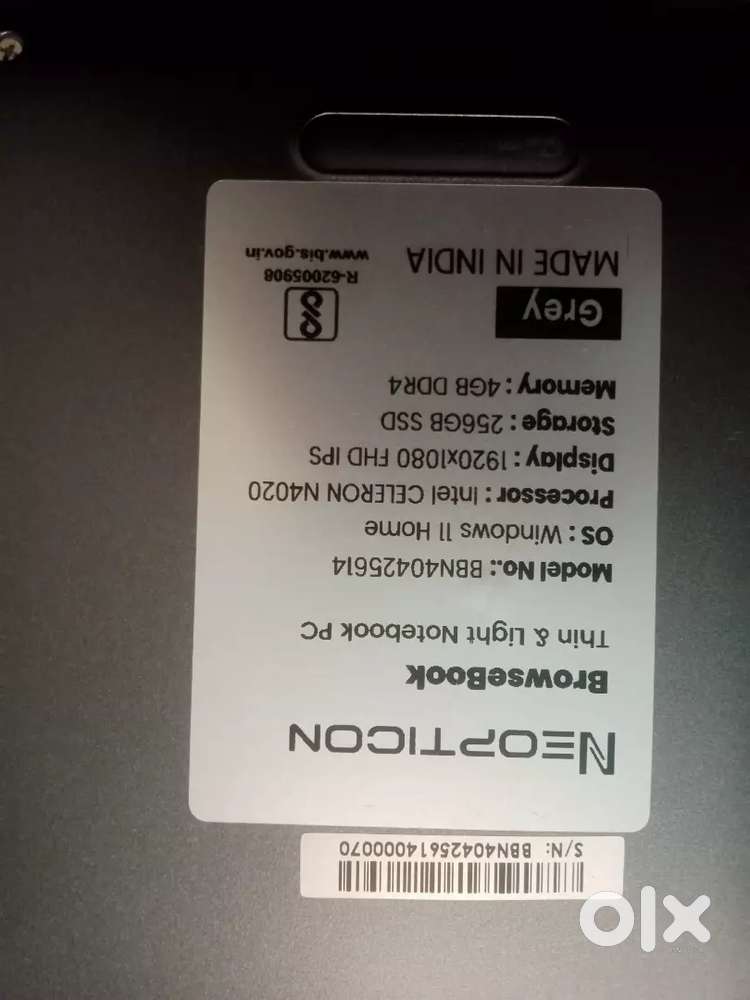 NEOPTICON
BrowseBook
Thin & Light Notebook PC
Model No.: BBN40425614
OS : Windows 11 Home
Processor : Intel CELERON N4020
Display : 1920x1080 FHD IPS
Storage : 256GB SSD
Memory : 4GB DDR4
Grey
R-62005908
MADE IN INDIA
www.bis.gov.in
S/N: BBN40425614000070
olx